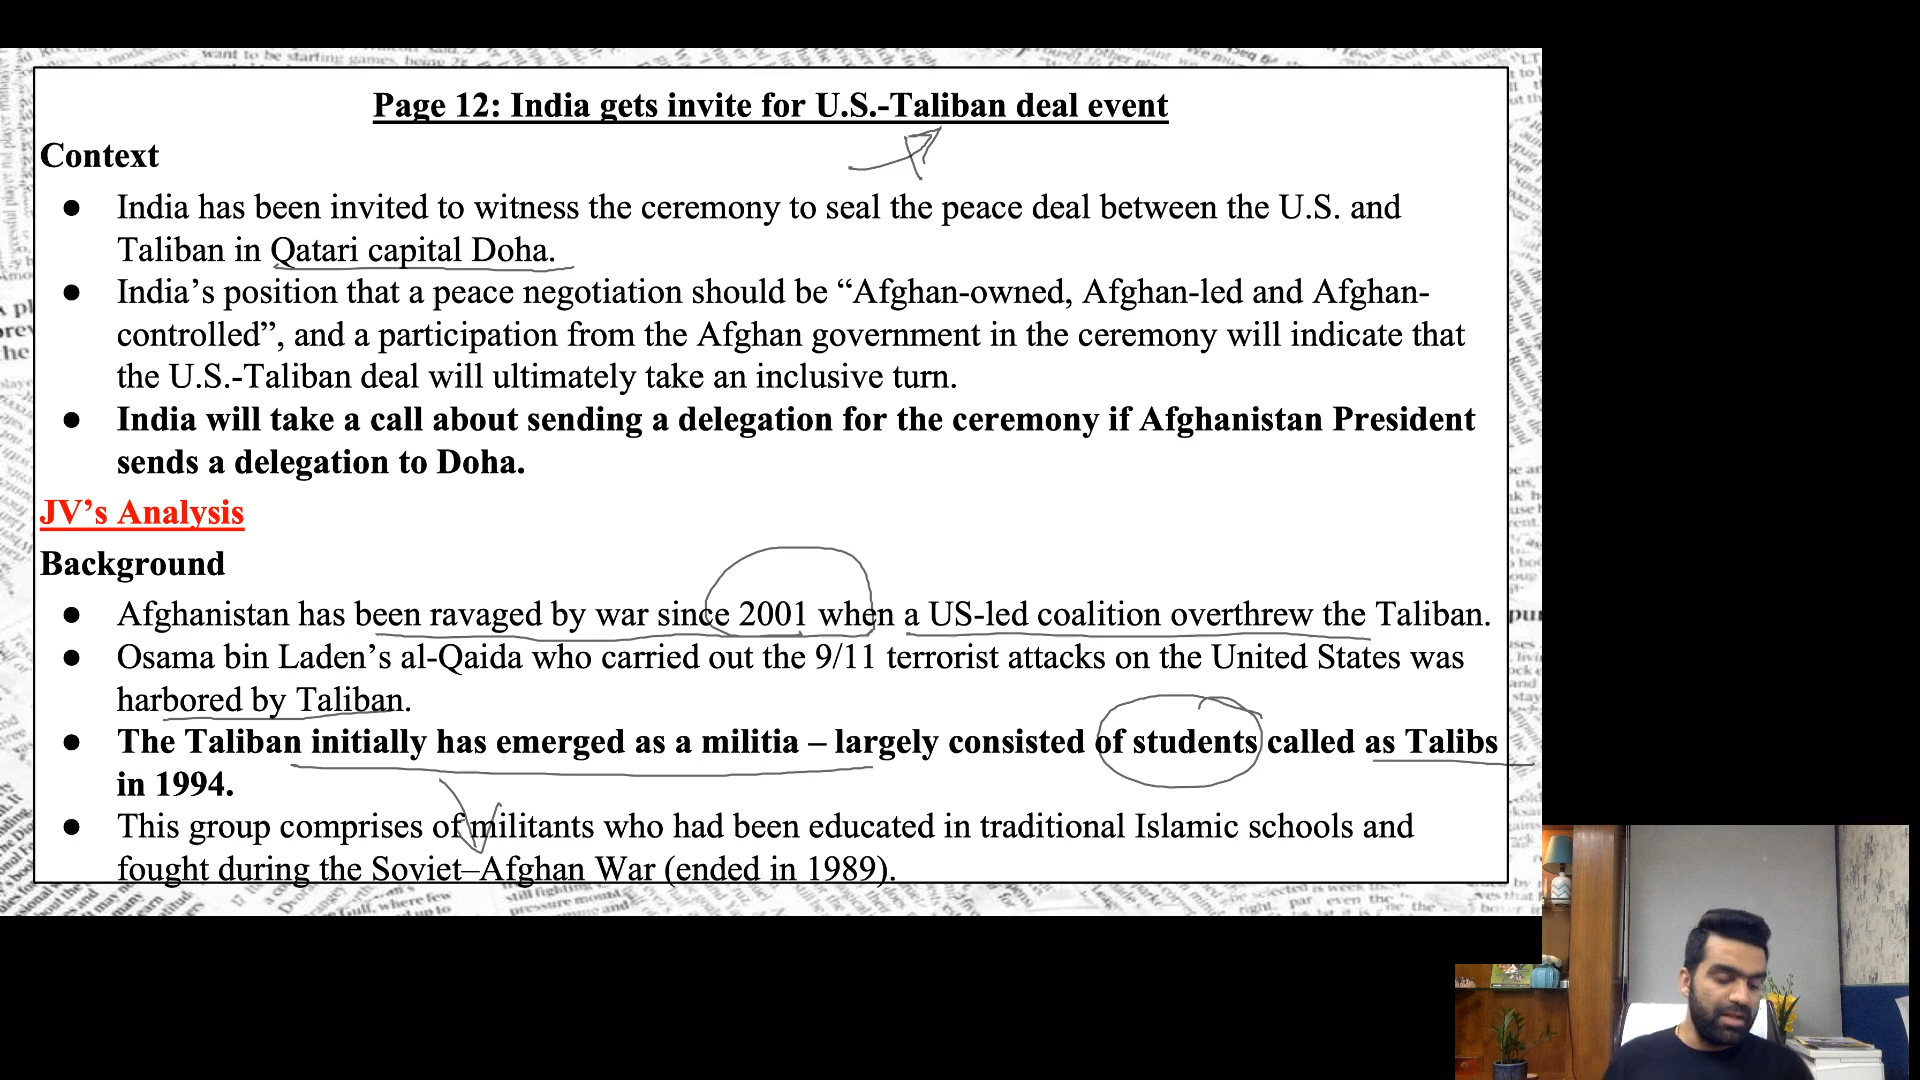 Page 12: India gets invite for U.S.-Taliban deal event
Context
● India has been invited to witness the ceremony to seal the peace deal between the U.S. and
Taliban in Qatari capital Doha.
● India’s position that a peace negotiation should be “Afghan-owned, Afghan-led and Afghan-
controlled”, and a participation from the Afghan government in the ceremony will indicate that
the U.S.-Taliban deal will ultimately take an inclusive turn.
● India will take a call about sending a delegation for the ceremony if Afghanistan President
sends a delegation to Doha.
JV’s Analysis
Background
● Afghanistan has been ravaged by war since 2001 when a US-led coalition overthrew the Taliban.
● Osama bin Laden’s al-Qaida who carried out the 9/11 terrorist attacks on the United States was
harbored by Taliban.
● The Taliban initially has emerged as a militia – largely consisted of students called as Talibs
in 1994.
● This group comprises of militants who had been educated in traditional Islamic schools and
fought during the Soviet–Afghan War (ended in 1989).